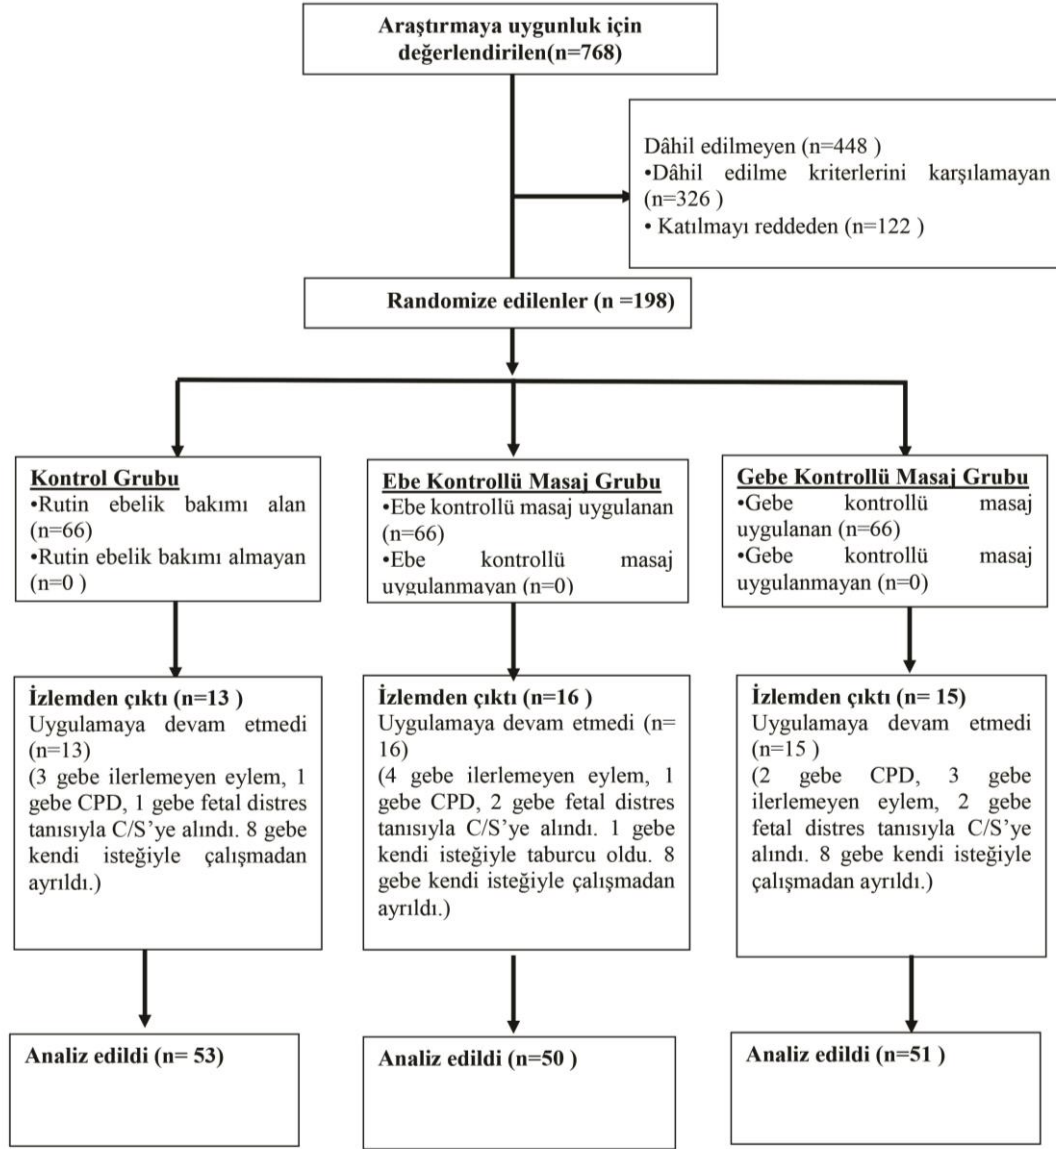 Araştırmaya uygunluk için
değerlendirilen(n=768)
Dâhil edilmeyen (n=448 )
•Dâhil edilme kriterlerini karşılamayan
(n=326 )
• Katılmayı reddeden (n=122 )
Randomize edilenler (n =198)
Kontrol Grubu
•Rutin ebelik bakımı alan
(n=66)
•Rutin ebelik bakımı almayan
(n=0 )
Ebe Kontrollü Masaj Grubu
•Ebe kontrollü masaj uygulanan
(n=66)
•Ebe kontrollü masaj
uygulanmayan (n=0)
Gebe Kontrollü Masaj Grubu
•Gebe kontrollü masaj
uygulanan (n=66)
•Gebe kontrollü masaj
uygulanmayan (n=0)
İzlemden çıktı (n=13 )
Uygulamaya devam etmedi
(n=13)
(3 gebe ilerlemeyen eylem, 1
gebe CPD, 1 gebe fetal distres
tanısıyla C/S’ye alındı. 8 gebe
kendi isteğiyle çalışmadan
ayrıldı.)
İzlemden çıktı (n=16 )
Uygulamaya devam etmedi (n=
16)
(4 gebe ilerlemeyen eylem, 1
gebe CPD, 2 gebe fetal distres
tanısıyla C/S’ye alındı. 1 gebe
kendi isteğiyle taburcu oldu. 8
gebe kendi isteğiyle çalışmadan
ayrıldı.)
İzlemden çıktı (n= 15)
Uygulamaya devam etmedi
(n=15 )
(2 gebe CPD, 3 gebe
ilerlemeyen eylem, 2 gebe
fetal distres tanısıyla C/S’ye
alındı. 8 gebe kendi isteğiyle
çalışmadan ayrıldı.)
Analiz edildi (n= 53)
Analiz edildi (n=50 )
Analiz edildi (n=51 )